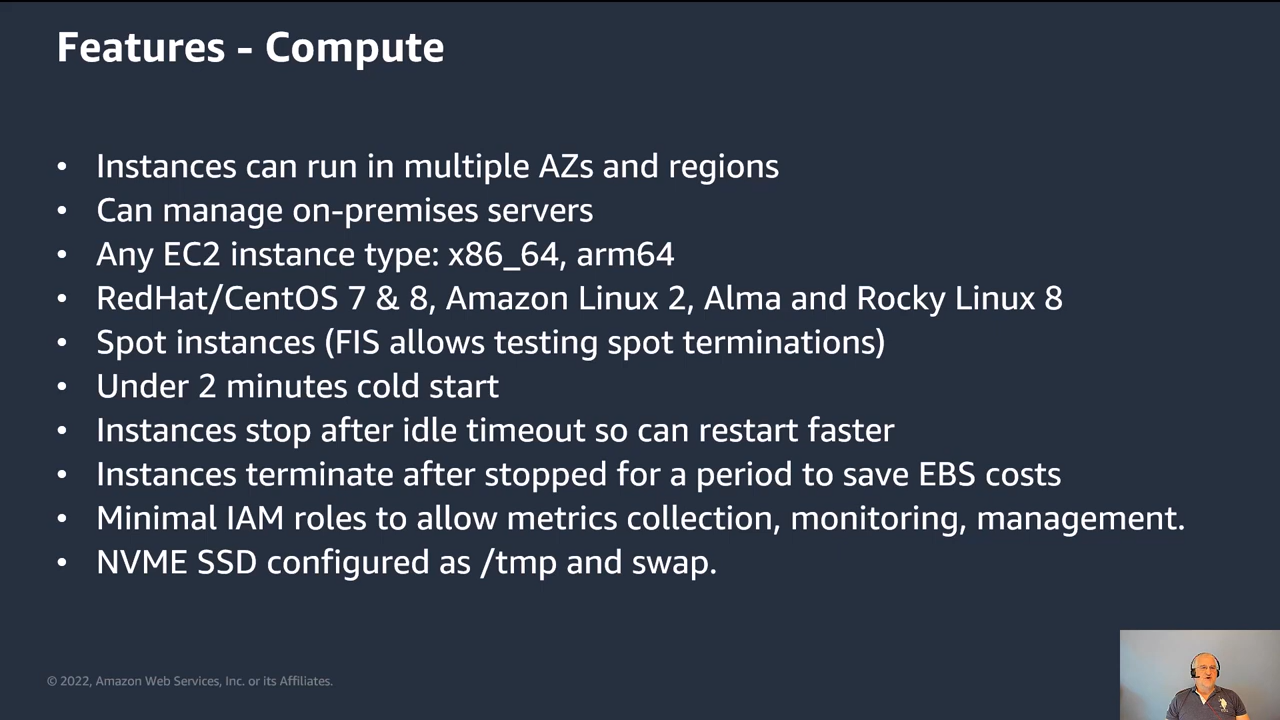 Features - Compute
• Instances can run in multiple AZs and regions
• Can manage on-premises servers
• Any EC2 instance type: x86_64, arm64
• RedHat/CentOS 7 & 8, Amazon Linux 2, Alma and Rocky Linux 8
• Spot instances (FIS allows testing spot terminations)
• Under 2 minutes cold start
• Instances stop after idle timeout so can restart faster
• Instances terminate after stopped for a period to save EBS costs
• Minimal IAM roles to allow metrics collection, monitoring, management.
• NVME SSD configured as /tmp and swap.
© 2022, Amazon Web Services, Inc. or its Affiliates.